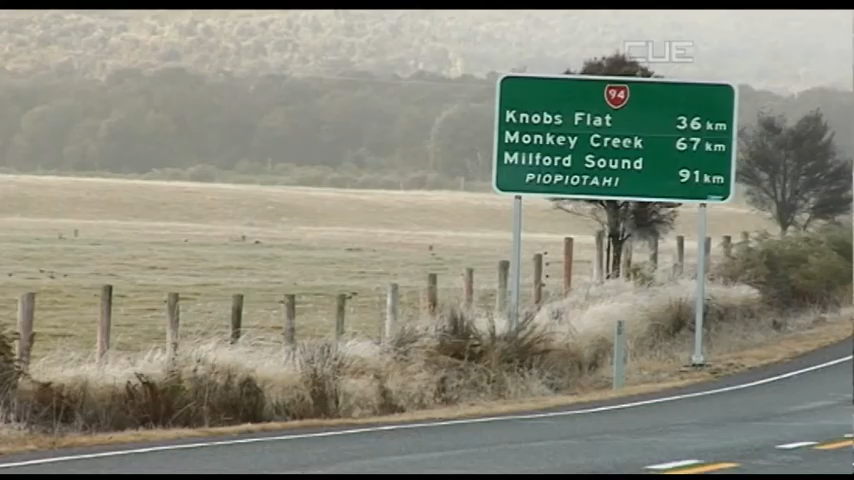 CUE
94
Knobs Flat 36 km
Monkey Creek 67 km
Milford Sound 91 km
PIOPIOTAHI